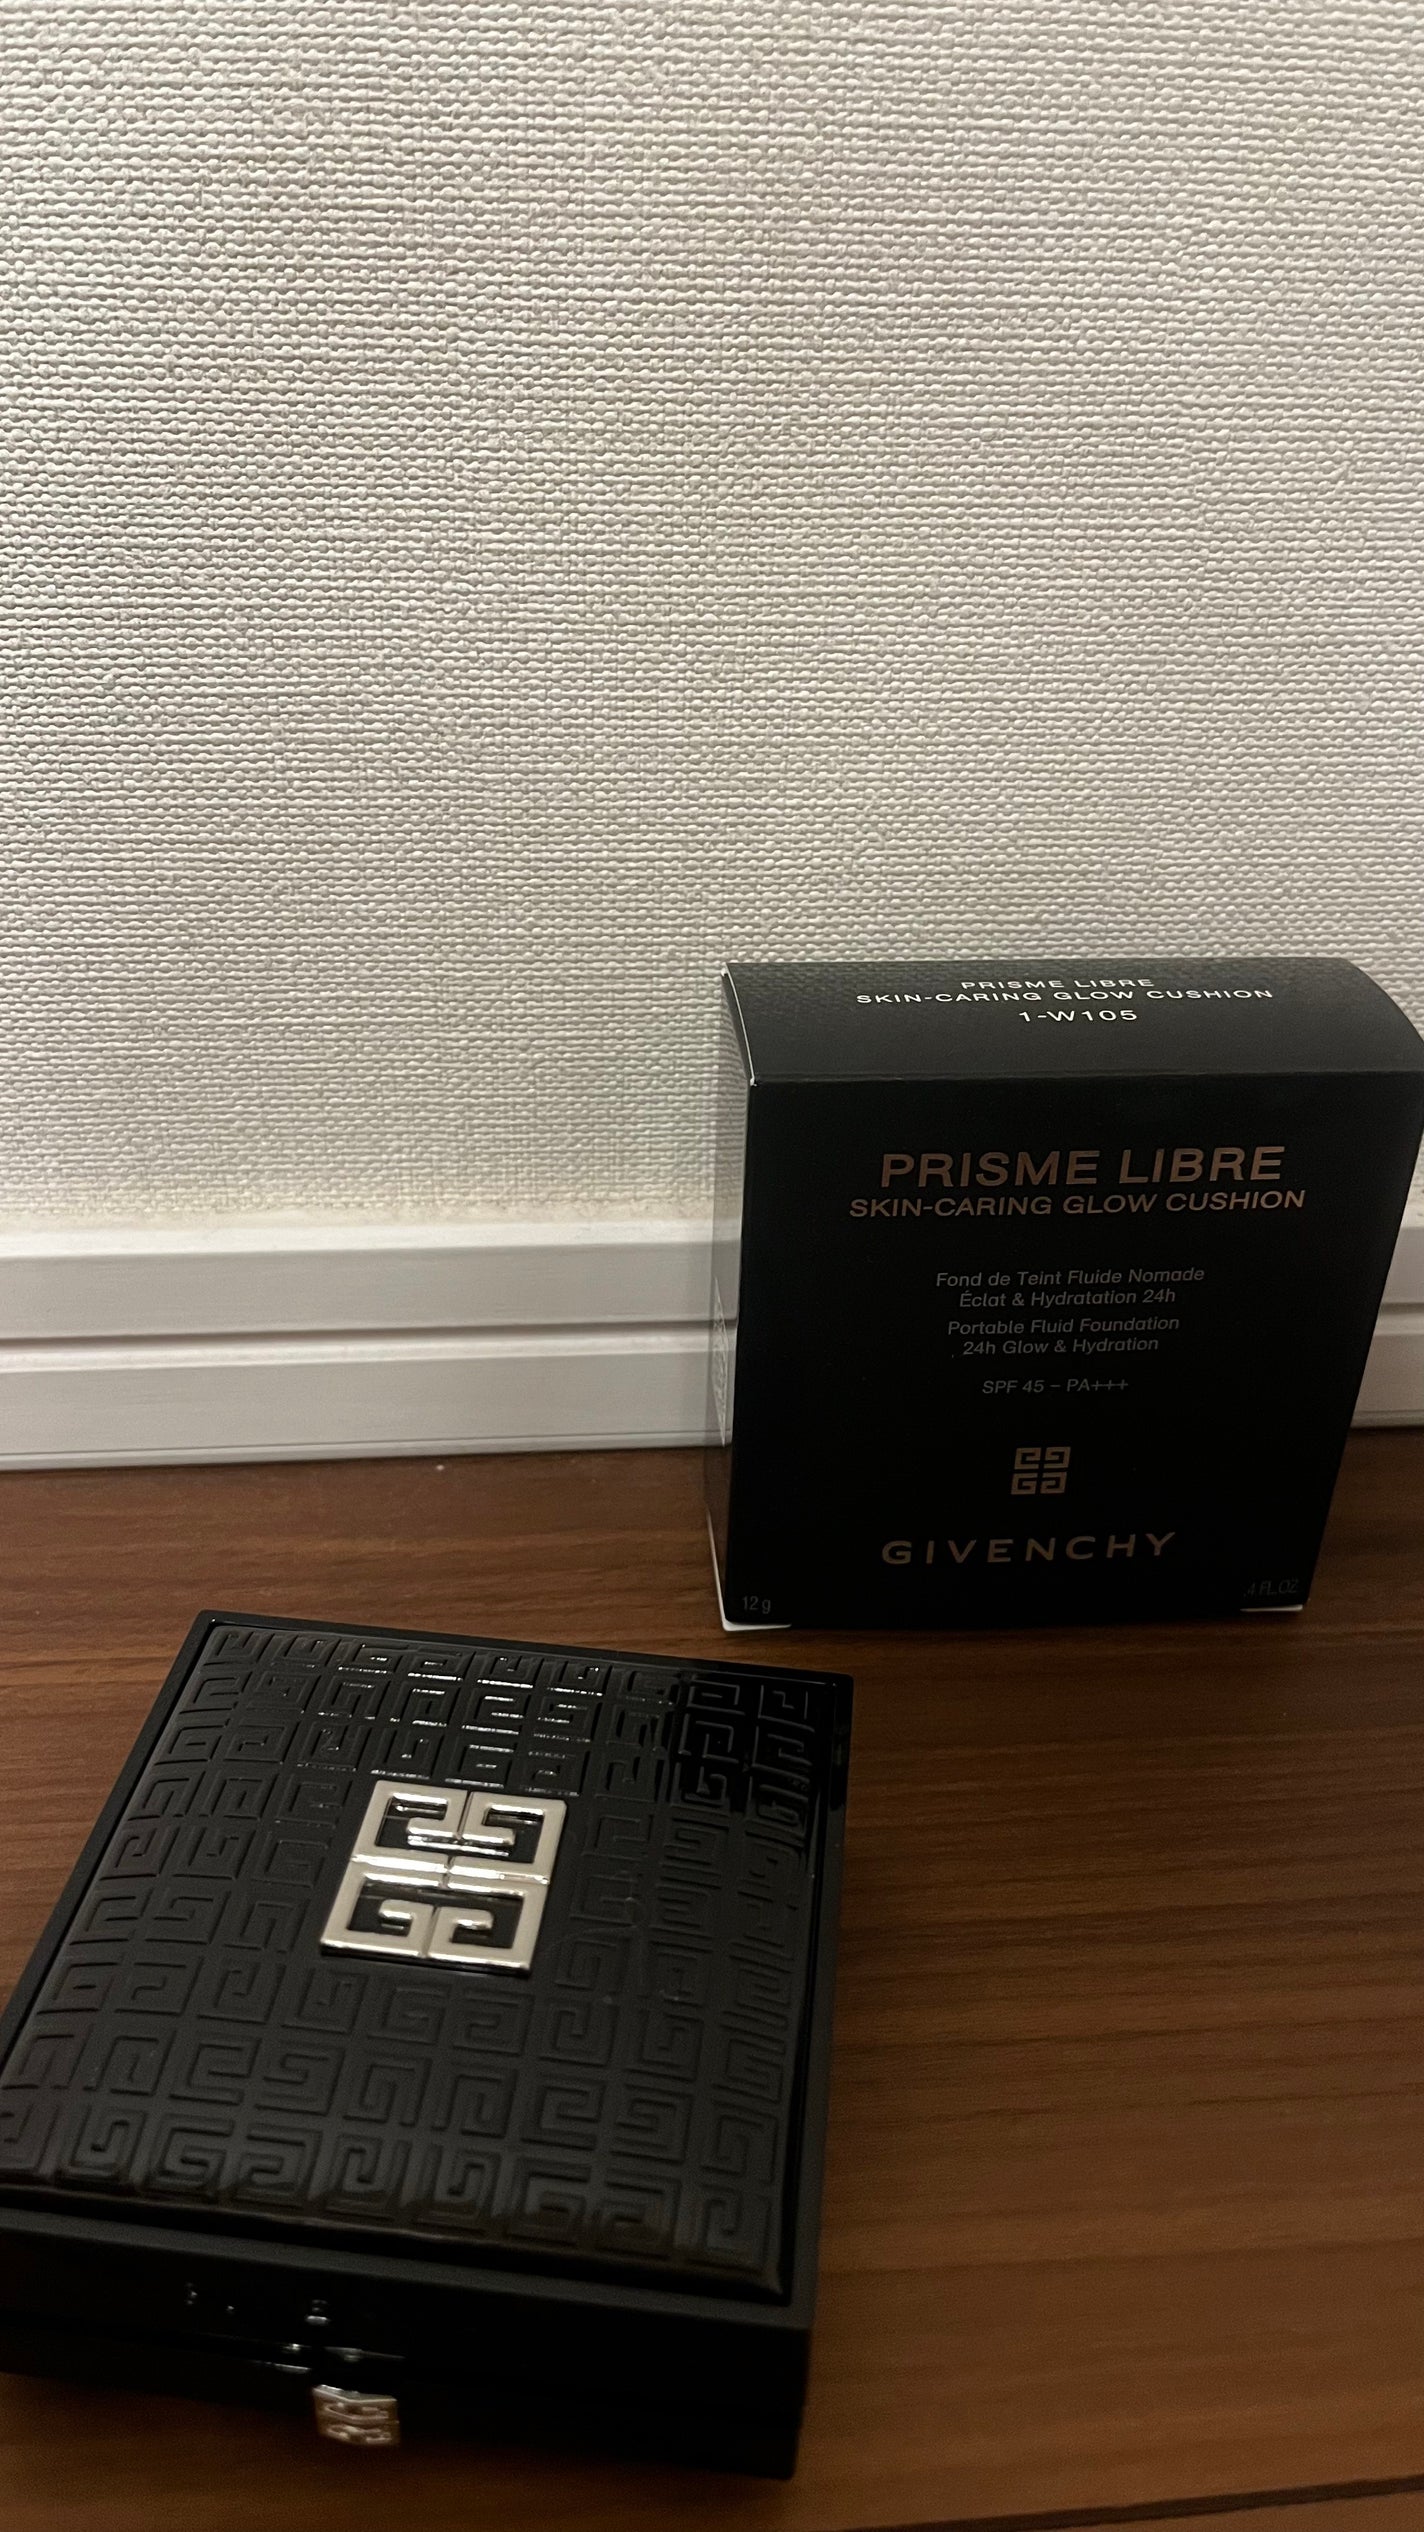 PRISME LIBRE
SKIN-CARING GLOW CUSHION
1-W105
PRISME LIBRE
SKIN-CARING GLOW CUSHION
Fond de Teint Fluide Nomade
Éclat & Hydratation 24h
Portable Fluid Foundation
24h Glow & Hydration
SPF 45 – PA+++
GIVENCHY
12 g
.4 FL.OZ